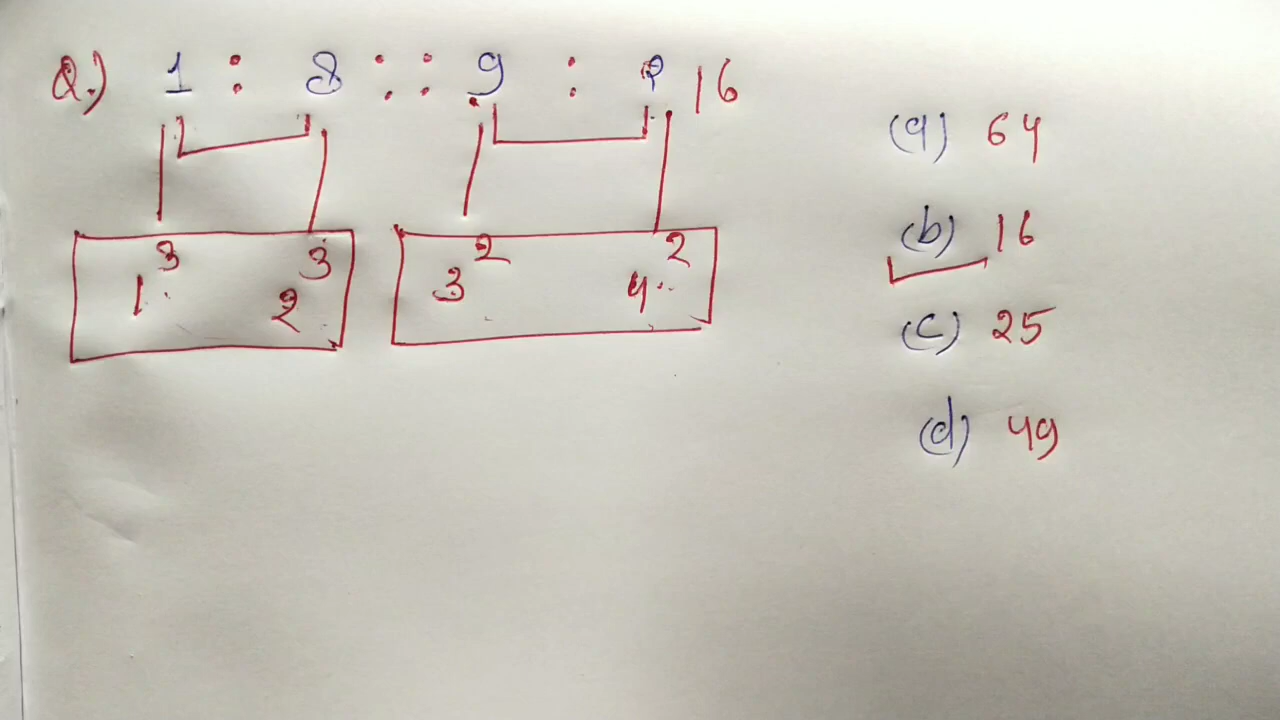 Q.) 1 : 8 :: 9 : ? 16
1³ 2³ 3² 4²
(a) 64
(b) 16
(c) 25
(d) 49